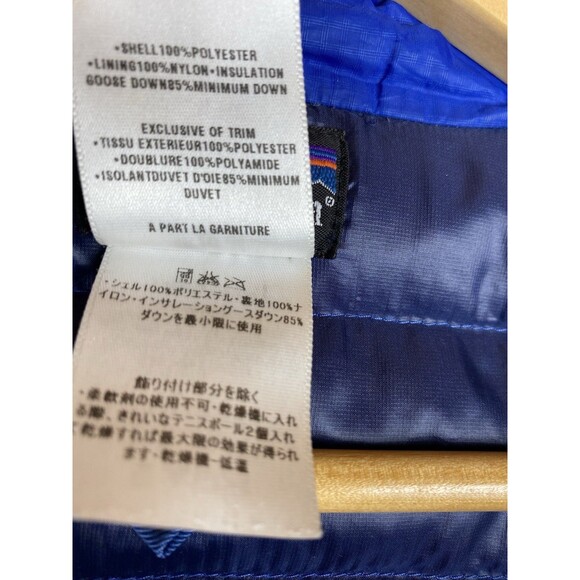 •SHELL100%POLYESTER
•LINING100%NYLON•INSULATION
GOOSE DOWN85%MINIMUM DOWN
EXCLUSIVE OF TRIM
•TISSU EXTERIEUR100%POLYESTER
•DOUBLURE100%POLYAMIDE
•ISOLANTDUVET D'OIE85%MINIMUM
DUVET
A PART LA GARNITURE
・シェル100%ポリエステル・裏地100%ナ
イロン・インサレーショングースダウン85%
ダウンを最小限に使用
飾り付け部分を除く
・柔軟剤の使用不可・乾燥機に入れ
る際、きれいなテニスボール2個入れ
て乾燥すれば最大限の効果が得られ
ます・乾燥機-低温